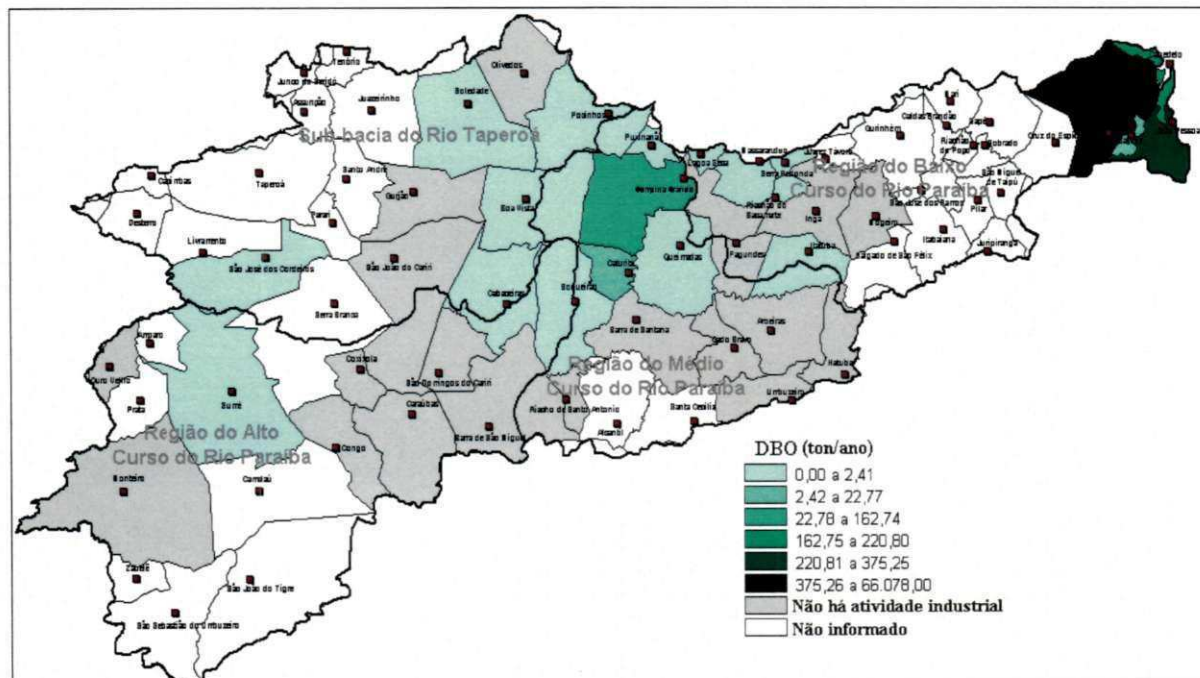 Tenório
Olivedos
Junco do Seridó
Juazeirinho
Soledade
Assunção
Pocinhos
Sub-bacia do Rio Taperoá
Puxinanã
Lagoa Seca
Massaranduba
Serra Redonda
Gurinhém
Caldas Brandão
Mari
Sapé
Sobrado
Cruz do Espírito
João Pessoa
Região do Baixo
Curso do Rio Paraíba
Santo André
Taperoá
Cacimbas
Desterro
Gurjão
Boa Vista
Campina Grande
Riachão do Bacamarte
Ingá
Mogeiro
São José dos Ramos
São Miguel de Taipú
Pilar
Itabaiana
Juripiranga
Salgado de São Félix
Parari
Livramento
São José dos Cordeiros
São João do Cariri
Queimadas
Fagundes
Itatuba
Caturité
Cabaceiras
Boqueirão
Serra Branca
Barra de Santana
Aroeiras
Gado Bravo
Natuba
Umbuzeiro
Amparo
Ouro Velho
Prata
Sumé
Coxixola
São Domingos do Cariri
Caraúbas
Região do Médio
Curso do Rio Paraíba
Riacho de Santo Antonio
Alcantil
Santa Cecília
Barra de São Miguel
Região do Alto
Curso do Rio Paraíba
Congo
Monteiro
Camalaú
Zabelê
São João do Tigre
São Sebastião do Umbuzeiro
DBO (ton/ano)
0,00 a 2,41
2,42 a 22,77
22,78 a 162,74
162,75 a 220,80
220,81 a 375,25
375,26 a 66.078,00
Não há atividade industrial
Não informado